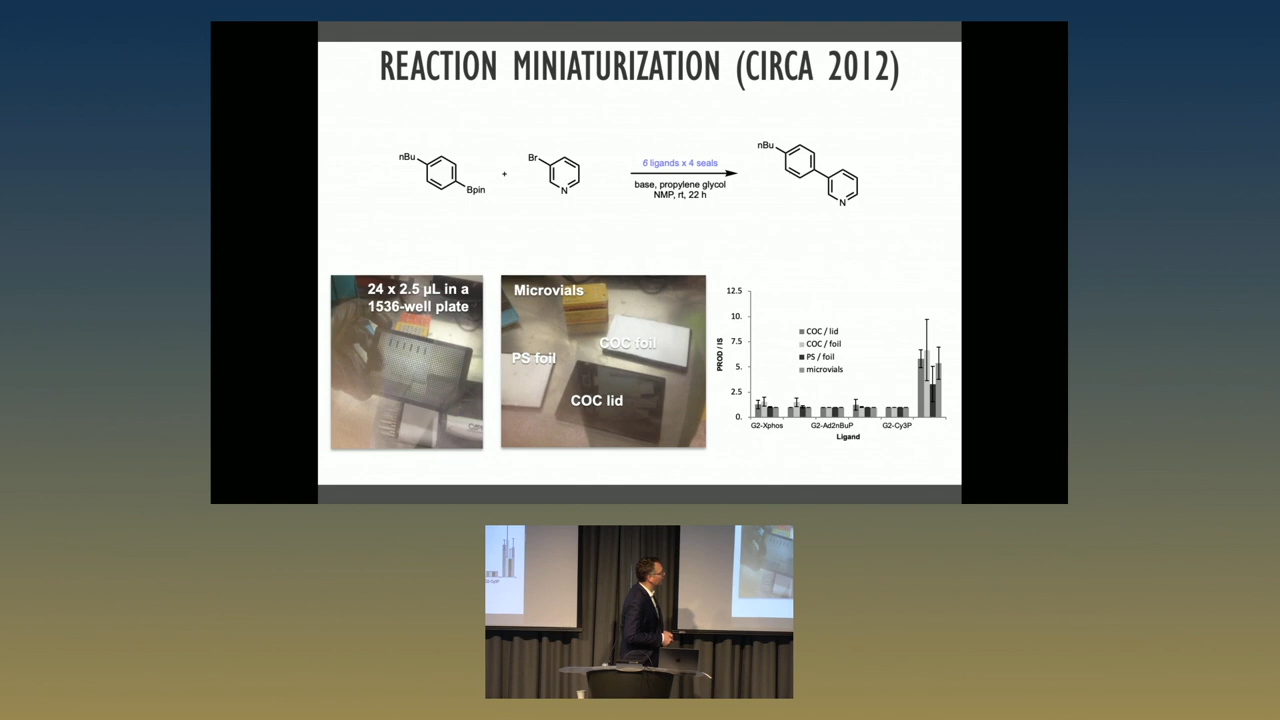 REACTION MINIATURIZATION (CIRCA 2012)
nBu
Bpin
+
Br
N
6 ligands x 4 seals
base, propylene glycol
NMP, rt, 22 h
nBu
N
24 x 2.5 µL in a
1536-well plate
Microvials
COC foil
PS foil
COC lid
12.5
10.
7.5
5.
2.5
0.
PROD / IS
COC / lid
COC / foil
PS / foil
microvials
G2-Xphos
G2-Ad2nBuP
G2-Cy3P
Ligand